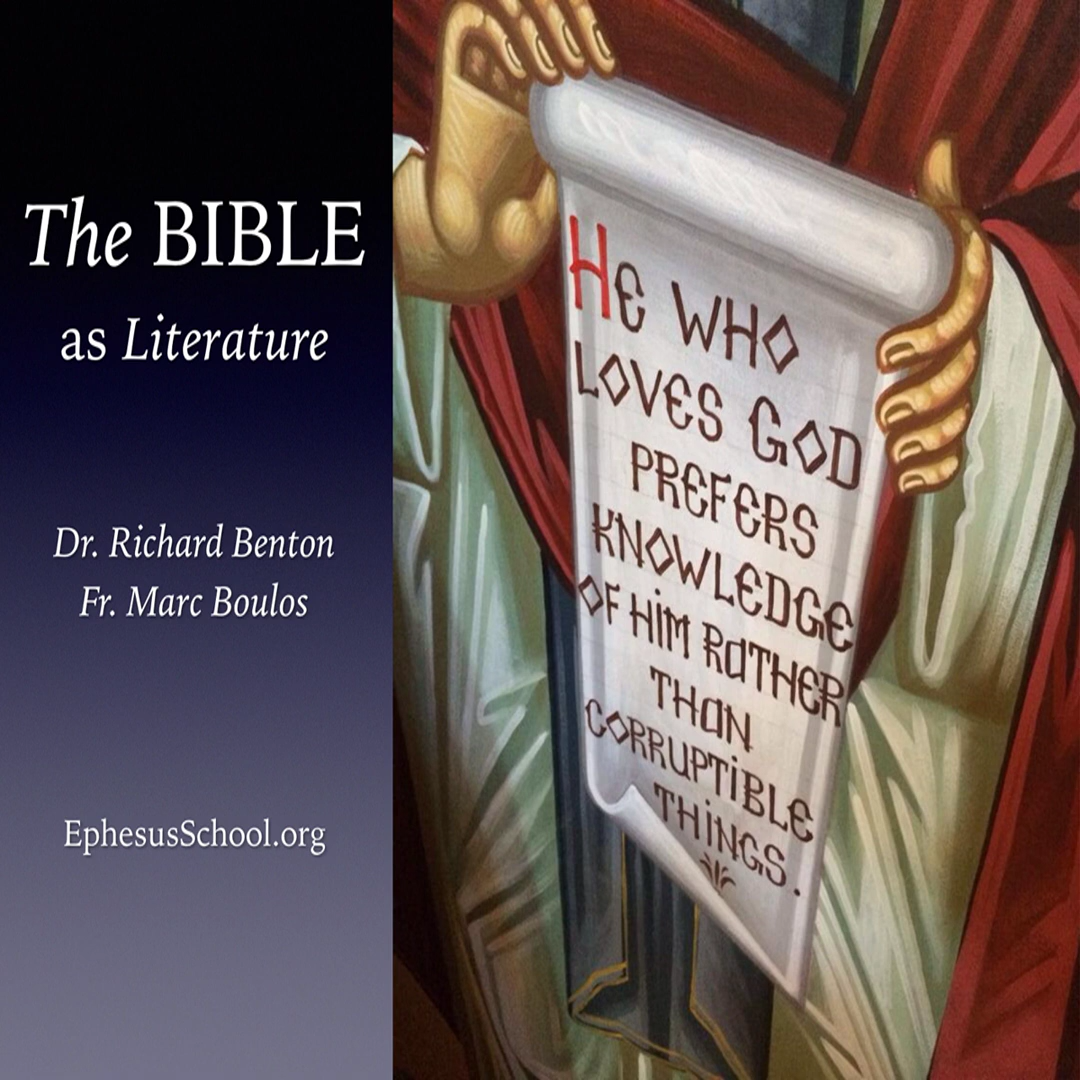 The BIBLE
as Literature
Dr. Richard Benton
Fr. Marc Boulos
EphesusSchool.org
HE WHO
LOVES GOD
PREFERS
KNOWLEDGE
OF HiM RATHER
THAN
CORRUPTiBLE
THiNGS.